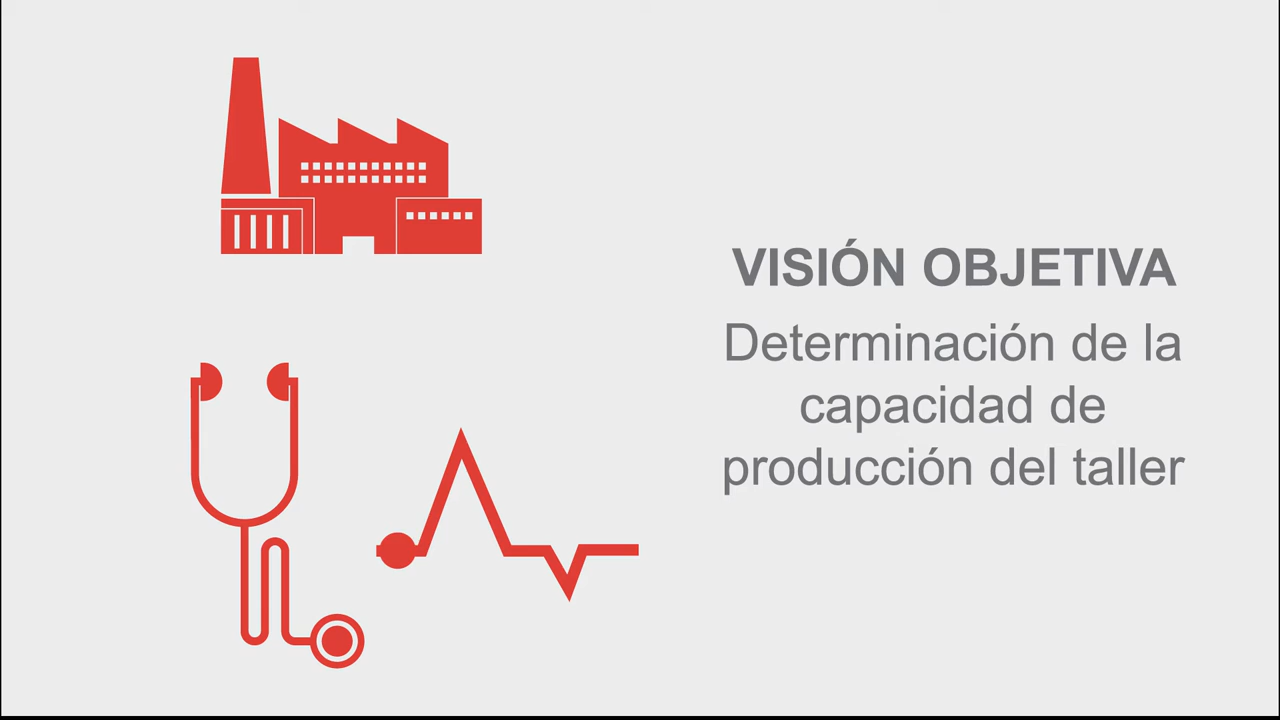 VISIÓN OBJETIVA
Determinación de la
capacidad de
producción del taller